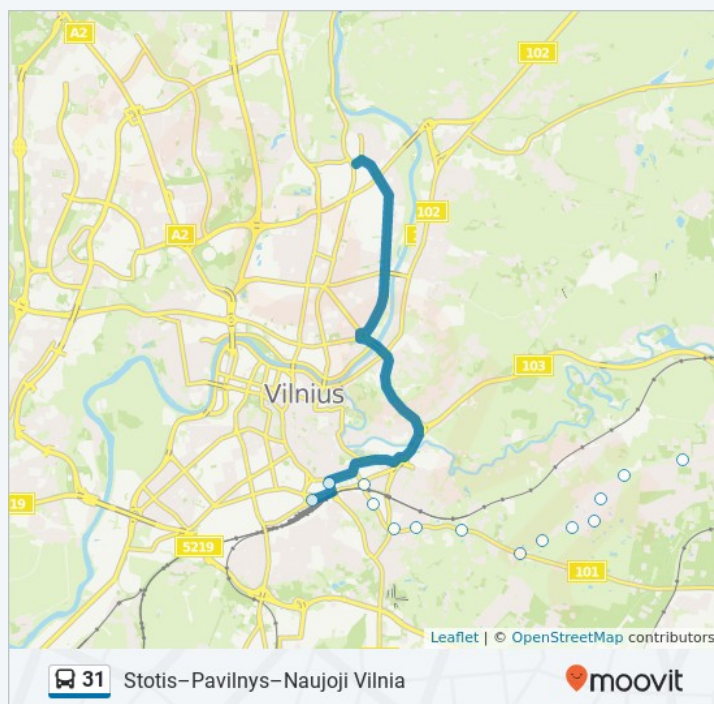 A2
102
102
A2
Vilnius
103
19
5219
101
Leaflet | © OpenStreetMap contributors
31 Stotis–Pavilnys–Naujoji Vilnia
moovit